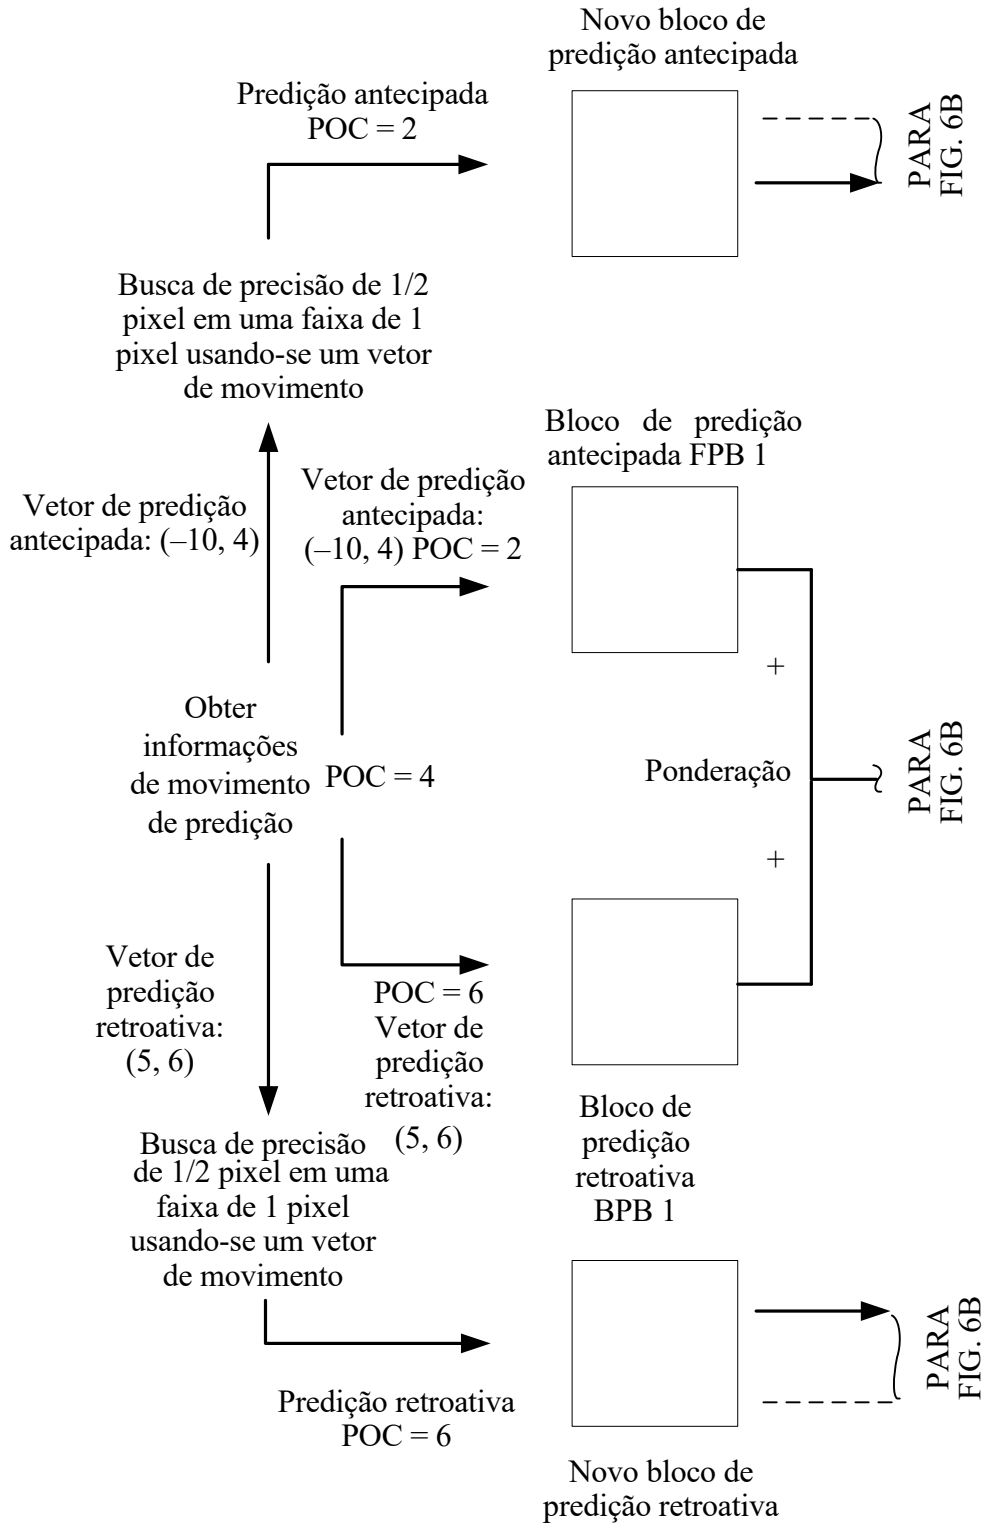 Novo bloco de
predição antecipada
Predição antecipada
POC = 2
PARA
FIG. 6B
Busca de precisão de 1/2
pixel em uma faixa de 1
pixel usando-se um vetor
de movimento
Bloco de predição
antecipada FPB 1
Vetor de predição
antecipada: (–10, 4)
Vetor de predição
antecipada:
(–10, 4) POC = 2
+
Obter
informações
de movimento
de predição
POC = 4
Ponderação
PARA
FIG. 6B
+
Vetor de
predição
retroativa:
(5, 6)
POC = 6
Vetor de
predição
retroativa:
(5, 6)
Bloco de
predição
retroativa
BPB 1
Busca de precisão
de 1/2 pixel em uma
faixa de 1 pixel
usando-se um vetor
de movimento
PARA
FIG. 6B
Predição retroativa
POC = 6
Novo bloco de
predição retroativa